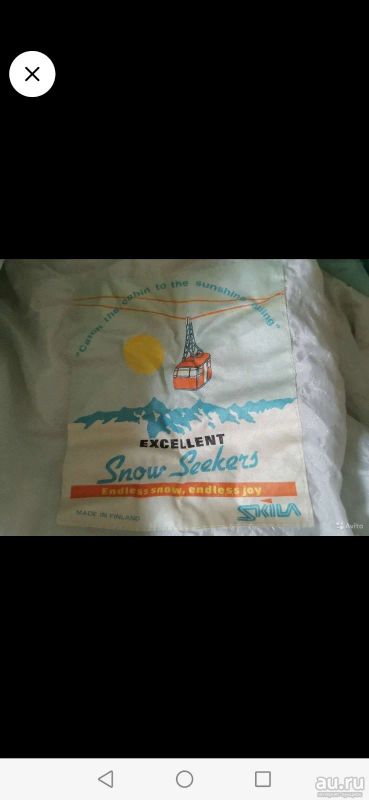 "Catch the cabin to the sunshine skiing"
EXCELLENT
Snow Seekers
Endless snow, endless joy
MADE IN FINLAND
SKILA
Avito
au.ru